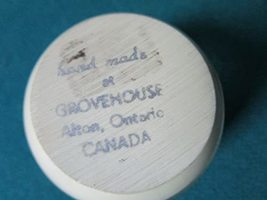 hand made
at
GROVEHOUSE
Alton, Ontario
CANADA